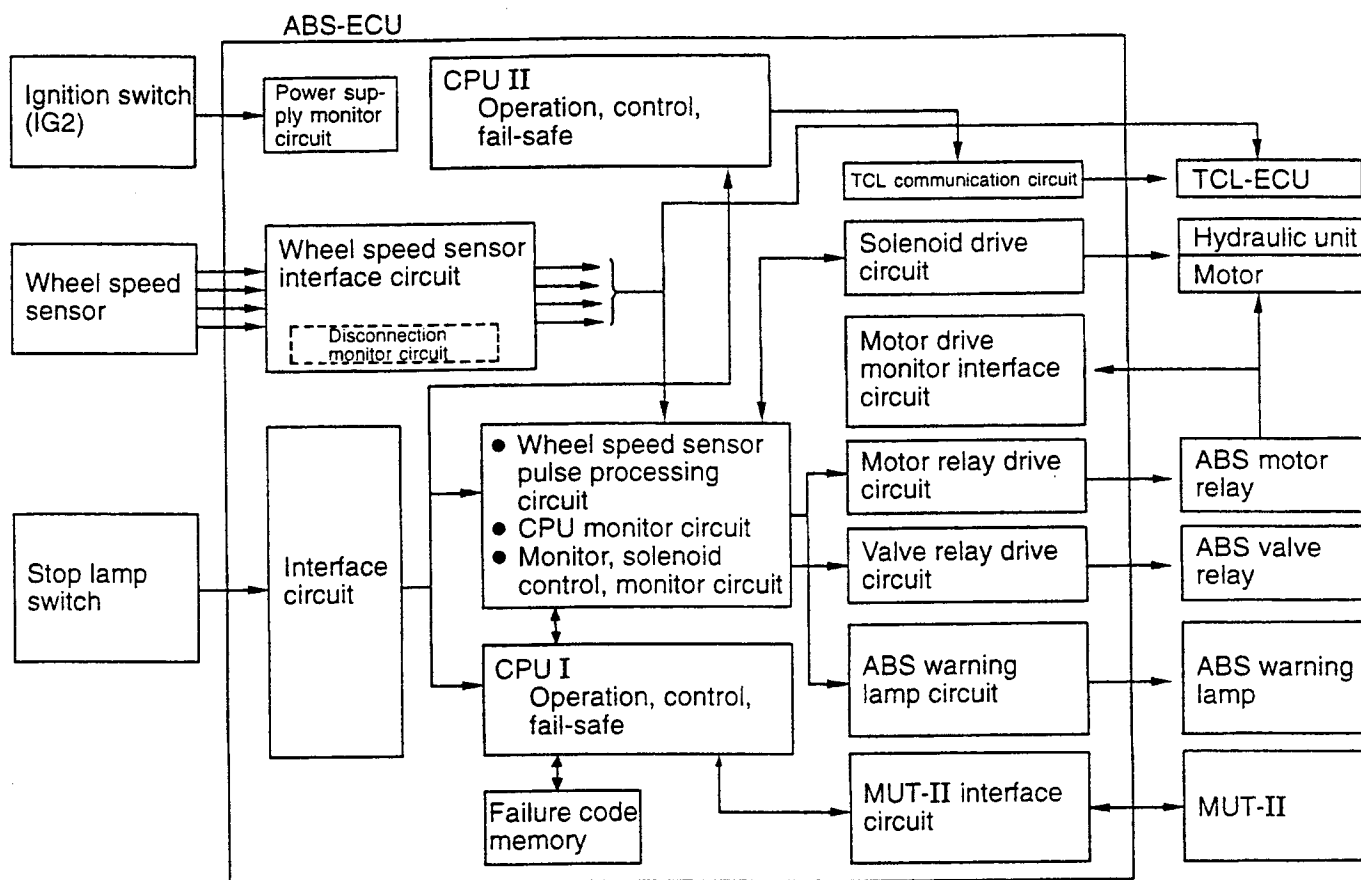 ABS-ECU
Ignition switch
(IG2)
Power sup-
ply monitor
circuit
CPU II
Operation, control,
fail-safe
TCL communication circuit
TCL-ECU
Wheel speed
sensor
Wheel speed sensor
interface circuit
Disconnection
monitor circuit
Solenoid drive
circuit
Hydraulic unit
Motor
Motor drive
monitor interface
circuit
Stop lamp
switch
Interface
circuit
● Wheel speed sensor
pulse processing
circuit
● CPU monitor circuit
● Monitor, solenoid
control, monitor circuit
Motor relay drive
circuit
ABS motor
relay
Valve relay drive
circuit
ABS valve
relay
CPU I
Operation, control,
fail-safe
ABS warning
lamp circuit
ABS warning
lamp
Failure code
memory
MUT-II interface
circuit
MUT-II